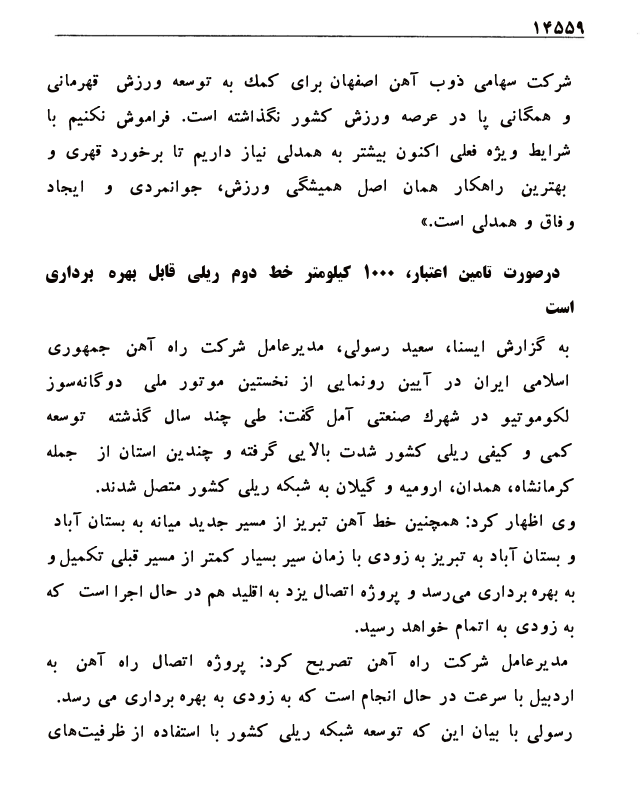 ۱۴۵۵۹
شرکت سهامی ذوب آهن اصفهان برای کمك به توسعه ورزش قهرمانی
و همگانی پا در عرصه ورزش کشور نگذاشته است. فراموش نکنیم با
شرایط ویژه فعلی اکنون بیشتر به همدلی نیاز داریم تا برخورد قهری و
بهترین راهکار همان اصل همیشگی ورزش، جوانمردی و ایجاد
وفاق و همدلی است.»
درصورت تامین اعتبار، ۱۰۰۰ کیلومتر خط دوم ریلی قابل بهره برداری
است
به گزارش ایسنا، سعید رسولی، مدیرعامل شرکت راه آهن جمهوری
اسلامی ایران در آیین رونمایی از نخستین موتور ملی دوگانه‌سوز
لکوموتیو در شهرك صنعتی آمل گفت: طی چند سال گذشته توسعه
کمی و کیفی ریلی کشور شدت بالایی گرفته و چندین استان از جمله
کرمانشاه، همدان، ارومیه و گیلان به شبکه ریلی کشور متصل شدند.
وی اظهار کرد: همچنین خط آهن تبریز از مسیر جدید میانه به بستان آباد
و بستان آباد به تبریز به زودی با زمان سیر بسیار کمتر از مسیر قبلی تکمیل و
به بهره برداری می‌رسد و پروژه اتصال یزد به اقلید هم در حال اجرا است که
به زودی به اتمام خواهد رسید.
مدیرعامل شرکت راه آهن تصریح کرد: پروژه اتصال راه آهن به
اردبیل با سرعت در حال انجام است که به زودی به بهره برداری می رسد.
رسولی با بیان این که توسعه شبکه ریلی کشور با استفاده از ظرفیت‌های